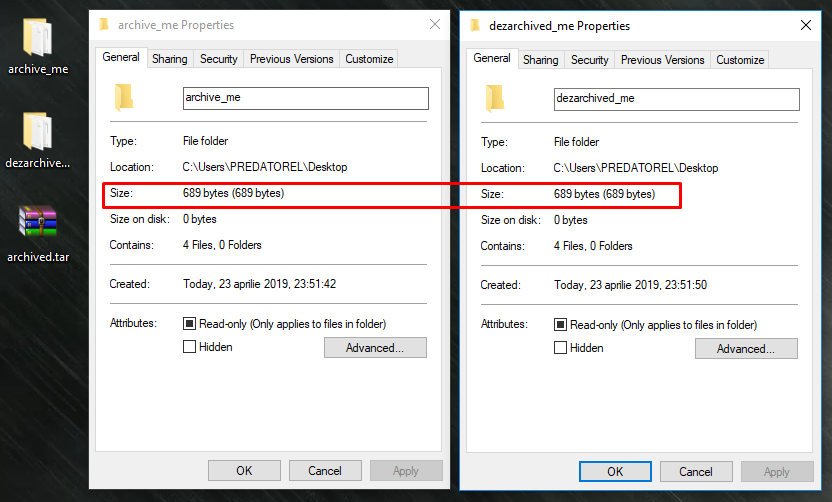 archive_me
dezarchive...
archived.tar
archive_me Properties
General Sharing Security Previous Versions Customize
archive_me
Type: File folder
Location: C:\Users\PREDATOREL\Desktop
Size: 689 bytes (689 bytes)
Size on disk: 0 bytes
Contains: 4 Files, 0 Folders
Created: Today, 23 aprilie 2019, 23:51:42
Attributes: Read-only (Only applies to files in folder)
Hidden Advanced...
OK Cancel Apply
dezarchived_me Properties
General Sharing Security Previous Versions Customize
dezarchived_me
Type: File folder
Location: C:\Users\PREDATOREL\Desktop
Size: 689 bytes (689 bytes)
Size on disk: 0 bytes
Contains: 4 Files, 0 Folders
Created: Today, 23 aprilie 2019, 23:51:50
Attributes: Read-only (Only applies to files in folder)
Hidden Advanced...
OK Cancel Apply